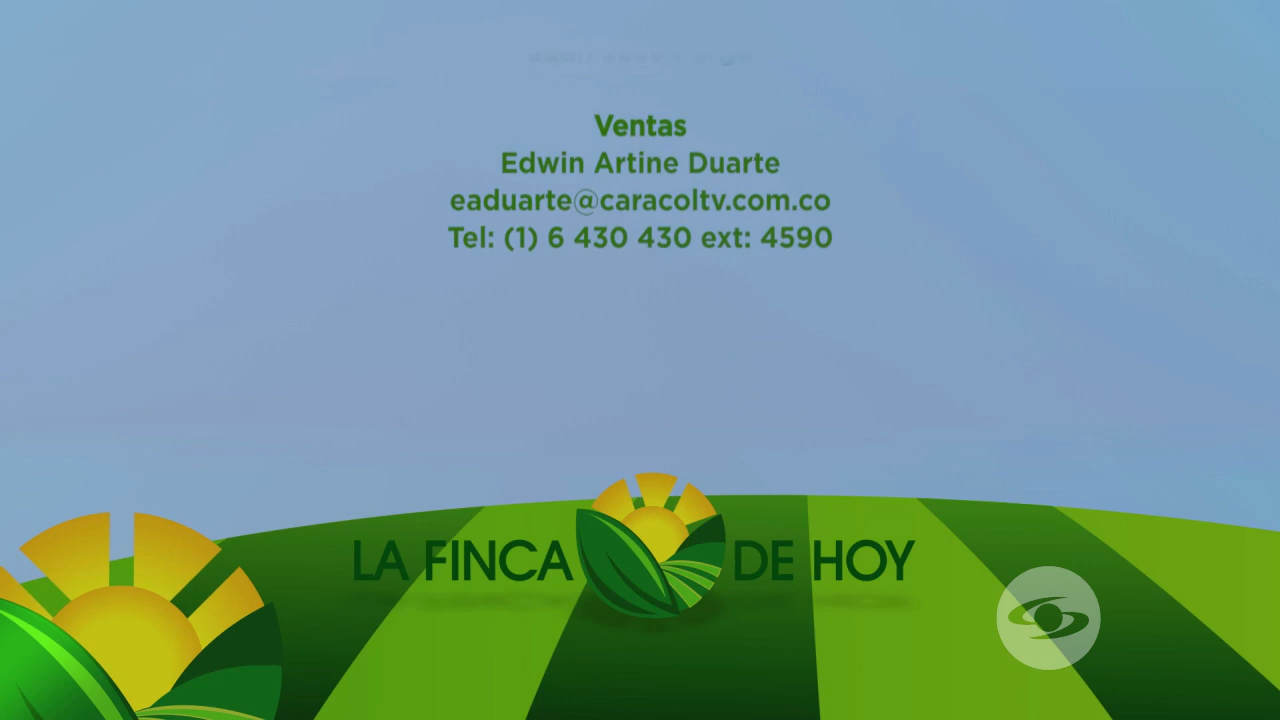 Ventas
Edwin Artine Duarte
eaduarte@caracoltv.com.co
Tel: (1) 6 430 430 ext: 4590
LA FINCA DE HOY